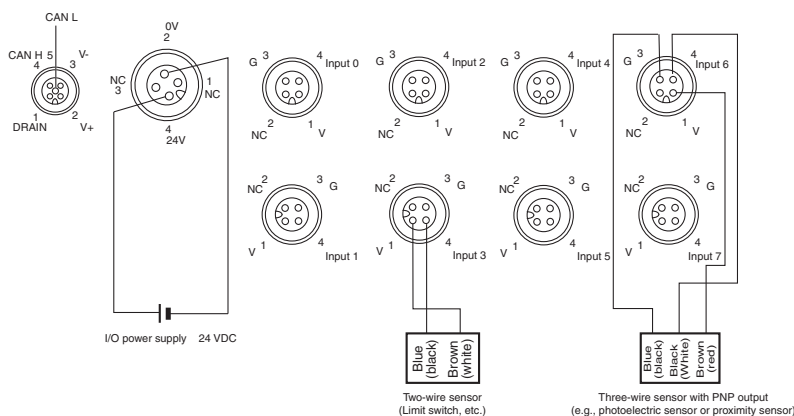 CAN L
CAN H 5 V-
4 3
1 2
DRAIN V+
0V
2
NC
3
1
NC
4
24V
G 3 4 Input 0
NC 2 1 V
G 3 4 Input 2
NC 2 1 V
G 3 4 Input 4
NC 2 1 V
G 3 4 Input 6
NC 2 1 V
NC 2 3 G
V 1 4 Input 1
NC 2 3 G
V 1 4 Input 3
NC 2 3 G
V 1 4 Input 5
NC 2 3 G
V 1 4 Input 7
I/O power supply 24 VDC
Blue
(black)
Brown
(white)
Two-wire sensor
(Limit switch, etc.)
Blue
(black)
Black
(White)
Brown
(red)
Three-wire sensor with PNP output
(e.g., photoelectric sensor or proximity sensor)